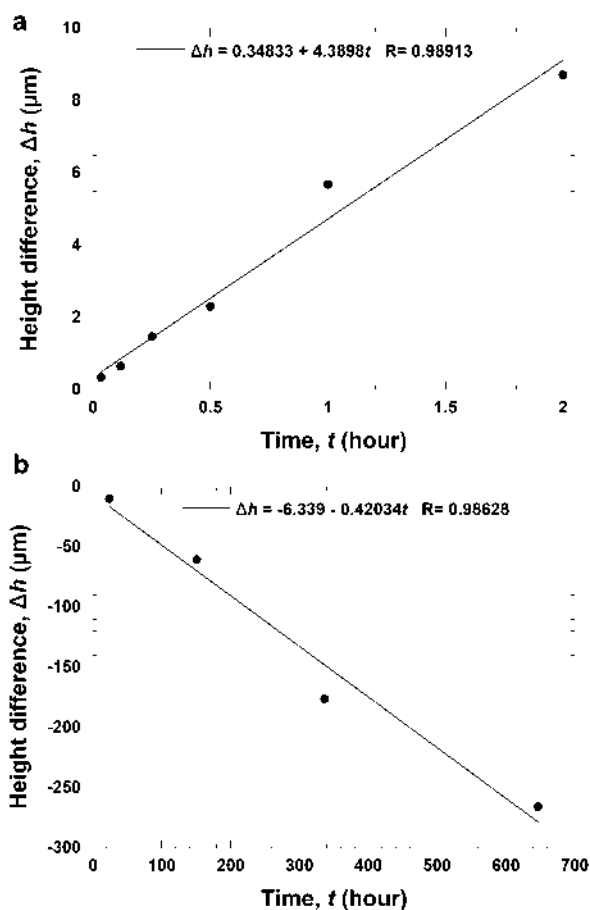 a
10
Δh = 0.34833 + 4.3898t R= 0.98913
8
6
4
2
0
Height difference, Δh (μm)
0 0.5 1 1.5 2
Time, t (hour)
b
0
Δh = -6.339 - 0.42034t R= 0.98628
-50
-100
-150
-200
-250
-300
Height difference, Δh (μm)
0 100 200 300 400 500 600 700
Time, t (hour)